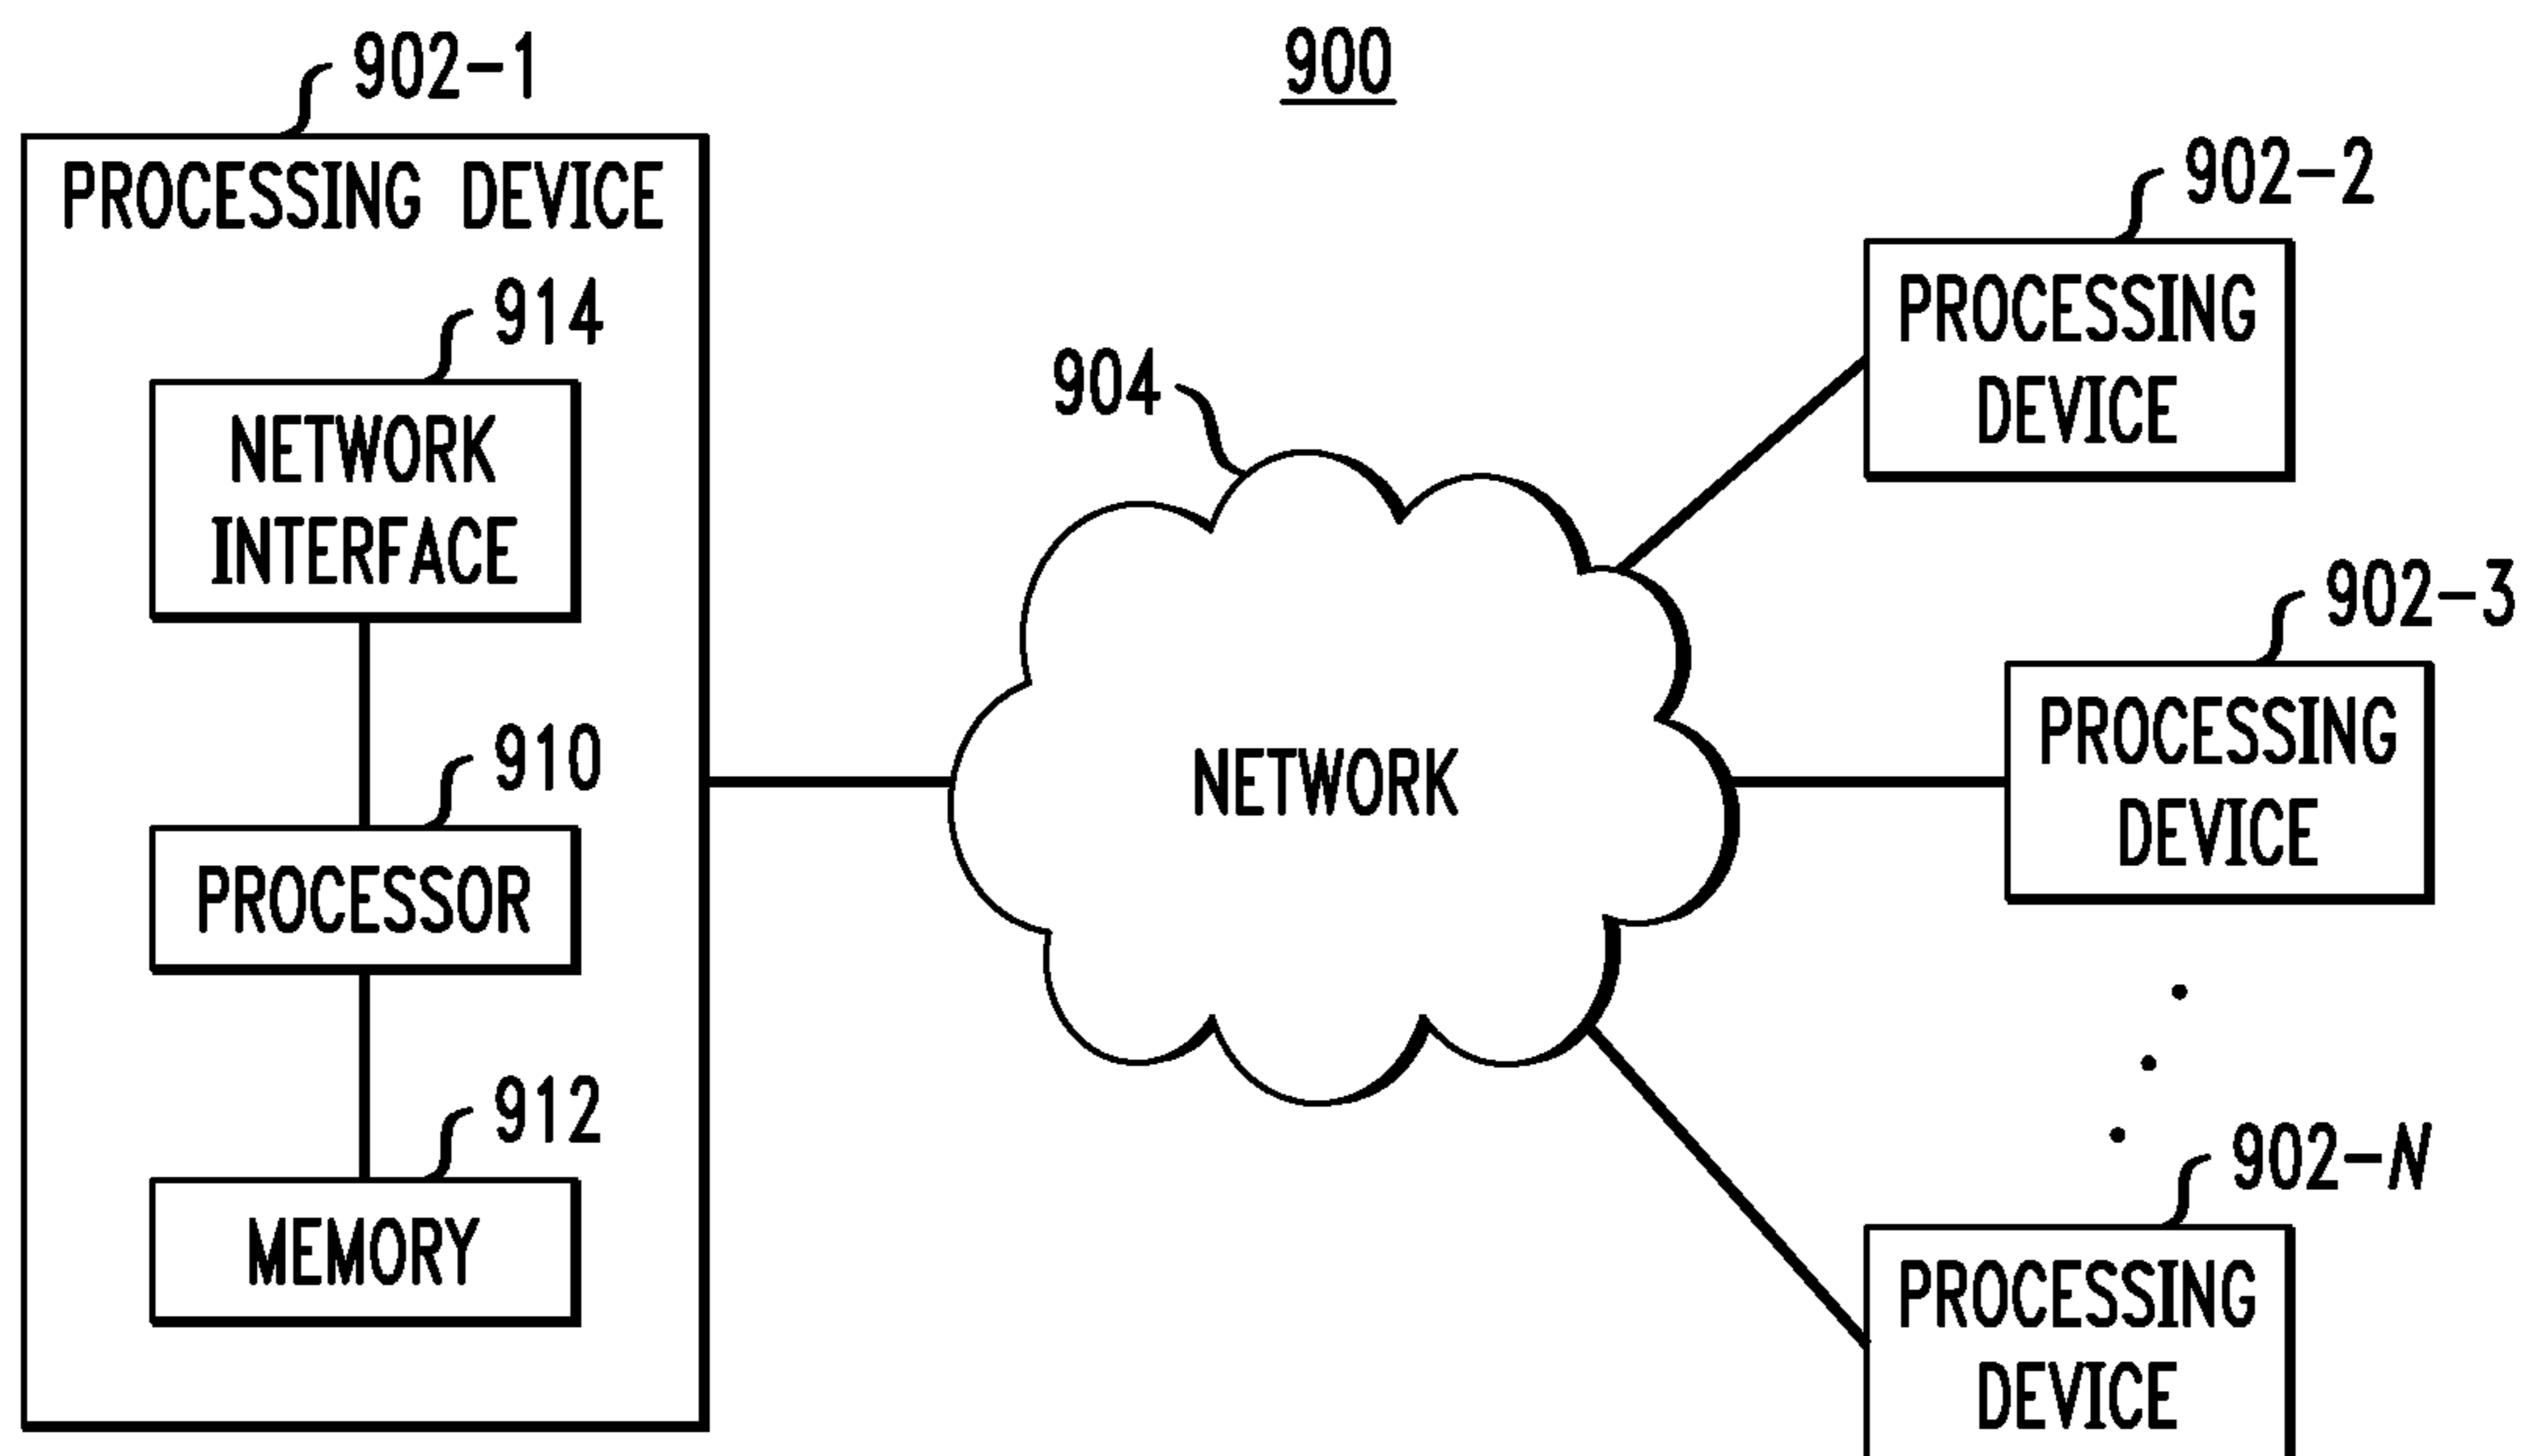 900
902-1
PROCESSING DEVICE
914
NETWORK
INTERFACE
910
PROCESSOR
912
MEMORY
904
NETWORK
902-2
PROCESSING
DEVICE
902-3
PROCESSING
DEVICE
902-N
PROCESSING
DEVICE